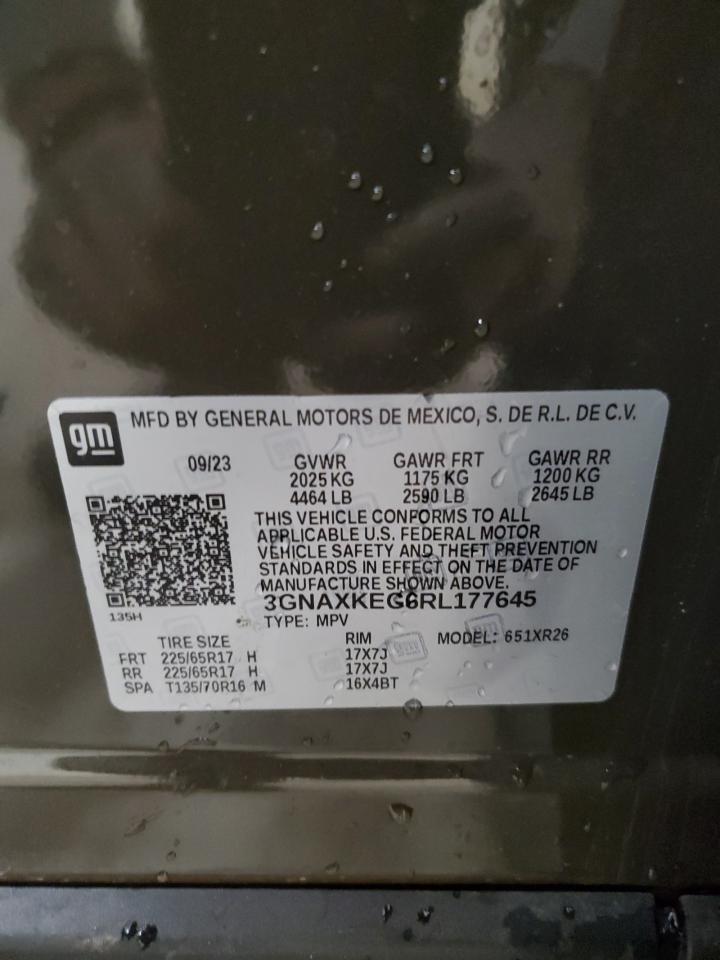 gm MFD BY GENERAL MOTORS DE MEXICO, S. DE R.L. DE C.V.
09/23 GVWR GAWR FRT GAWR RR
2025 KG 1175 KG 1200 KG
4464 LB 2590 LB 2645 LB
THIS VEHICLE CONFORMS TO ALL
APPLICABLE U.S. FEDERAL MOTOR
VEHICLE SAFETY AND THEFT PREVENTION
STANDARDS IN EFFECT ON THE DATE OF
MANUFACTURE SHOWN ABOVE.
3GNAXKEG6RL177645
135H TYPE: MPV
TIRE SIZE RIM MODEL: 651XR26
FRT 225/65R17 H 17X7J
RR 225/65R17 H 17X7J
SPA T135/70R16 M 16X4BT